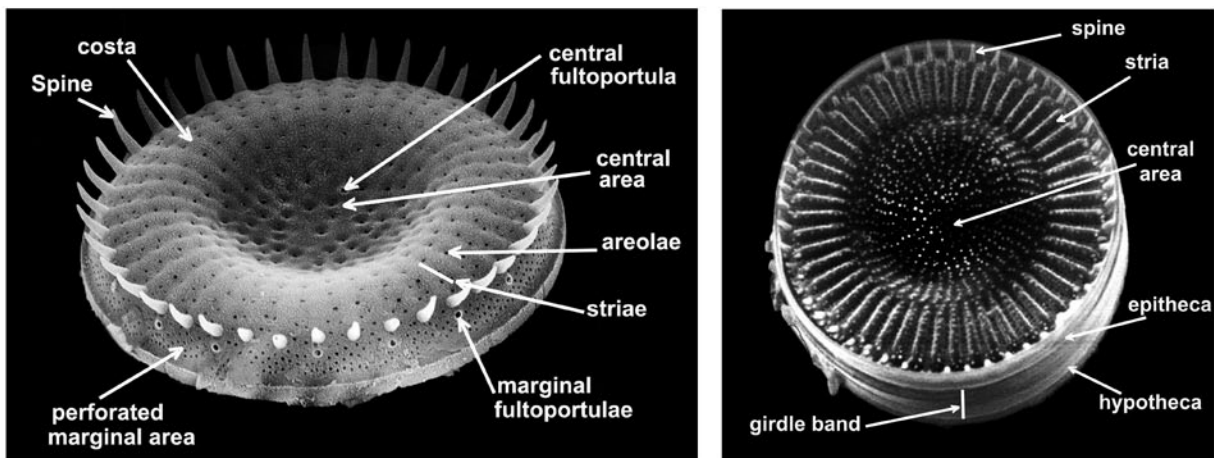 costa
Spine
central
fultoportula
central
area
areolae
striae
marginal
fultoportulae
perforated
marginal area
spine
stria
central
area
epitheca
hypotheca
girdle band